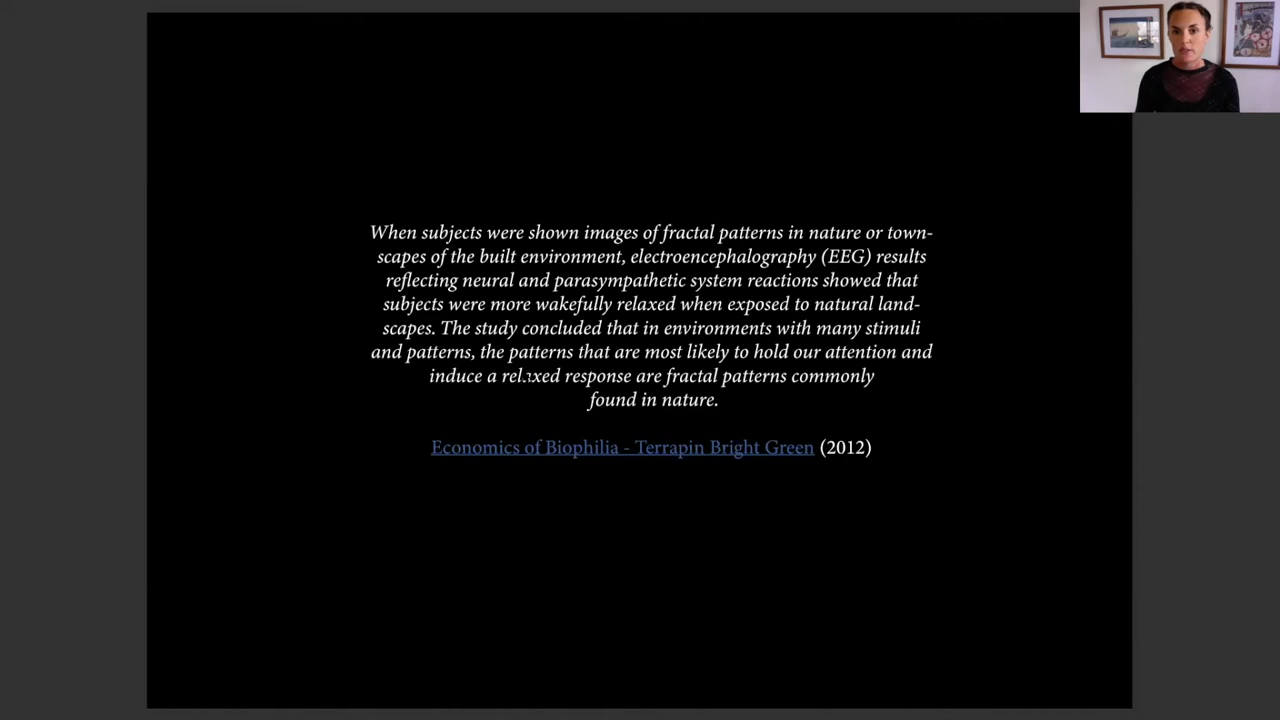 When subjects were shown images of fractal patterns in nature or town-
scapes of the built environment, electroencephalography (EEG) results
reflecting neural and parasympathetic system reactions showed that
subjects were more wakefully relaxed when exposed to natural land-
scapes. The study concluded that in environments with many stimuli
and patterns, the patterns that are most likely to hold our attention and
induce a relaxed response are fractal patterns commonly
found in nature.
Economics of Biophilia - Terrapin Bright Green (2012)